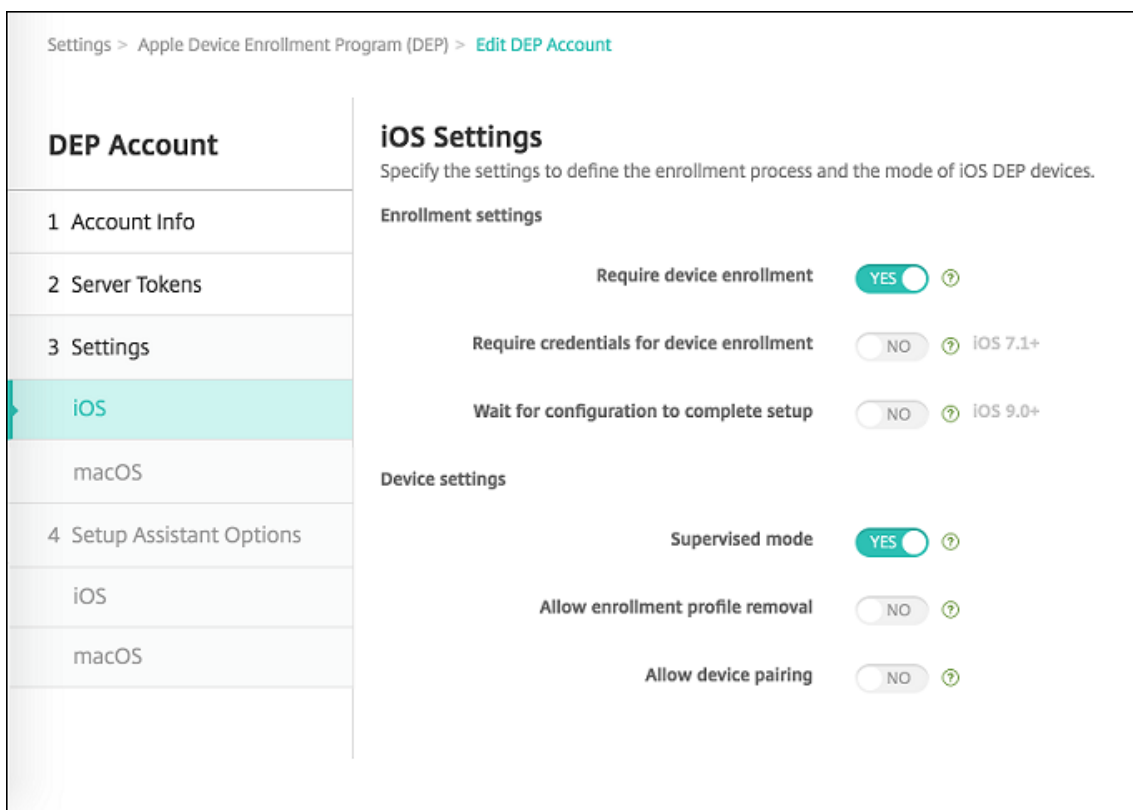 Settings > Apple Device Enrollment Program (DEP) > Edit DEP Account
DEP Account
1 Account Info
2 Server Tokens
3 Settings
iOS
macOS
4 Setup Assistant Options
iOS
macOS
iOS Settings
Specify the settings to define the enrollment process and the mode of iOS DEP devices.
Enrollment settings
Require device enrollment YES ?
Require credentials for device enrollment NO ? iOS 7.1+
Wait for configuration to complete setup NO ? iOS 9.0+
Device settings
Supervised mode YES ?
Allow enrollment profile removal NO ?
Allow device pairing NO ?